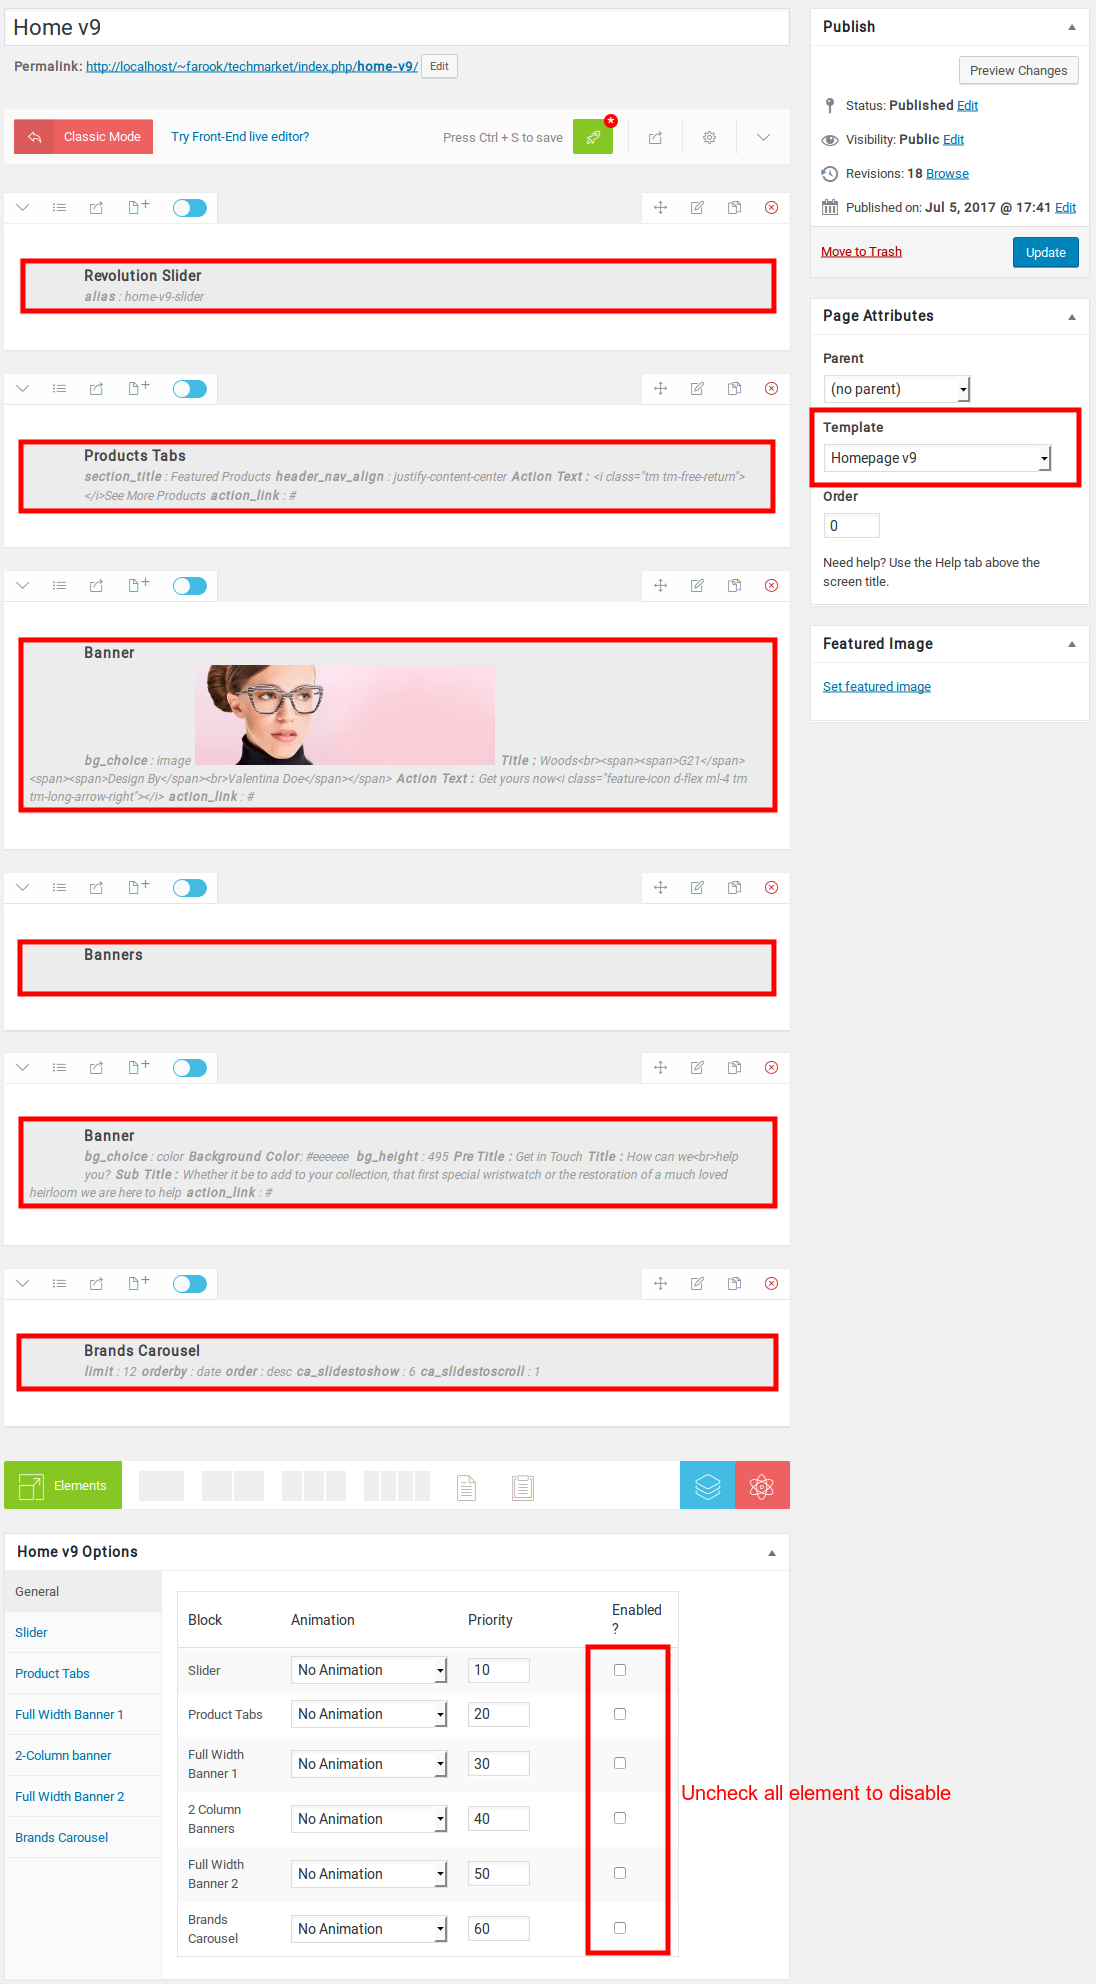 Home v9
Permalink: http://localhost/~farook/techmarket/index.php/home-v9/ Edit
Classic Mode Try Front-End live editor? Press Ctrl + S to save *
Revolution Slider
alias : home-v9-slider
Products Tabs
section_title : Featured Products header_nav_align : justify-content-center Action Text : <i class="tm tm-free-return">
</i>See More Products action_link : #
Banner
bg_choice : image Title : Woods<br><span><span>G21</span>
<span><span>Design By</span><br>Valentina Doe</span></span> Action Text : Get yours now<i class="feature-icon d-flex ml-4 tm
tm-long-arrow-right"></i> action_link : #
Banners
Banner
bg_choice : color Background Color: #eeeeee bg_height : 495 Pre Title : Get in Touch Title : How can we<br>help
you? Sub Title : Whether it be to add to your collection, that first special wristwatch or the restoration of a much loved
heirloom we are here to help action_link : #
Brands Carousel
limit : 12 orderby : date order : desc ca_slidestoshow : 6 ca_slidestoscroll : 1
Elements
Home v9 Options
General
Slider
Product Tabs
Full Width Banner 1
2-Column banner
Full Width Banner 2
Brands Carousel
Block Animation Priority Enabled
?
Slider No Animation 10
Product Tabs No Animation 20
Full Width
Banner 1 No Animation 30
2 Column
Banners No Animation 40
Full Width
Banner 2 No Animation 50
Brands
Carousel No Animation 60
Uncheck all element to disable
Publish
Preview Changes
Status: Published Edit
Visibility: Public Edit
Revisions: 18 Browse
Published on: Jul 5, 2017 @ 17:41 Edit
Move to Trash Update
Page Attributes
Parent
(no parent)
Template
Homepage v9
Order
0
Need help? Use the Help tab above the
screen title.
Featured Image
Set featured image